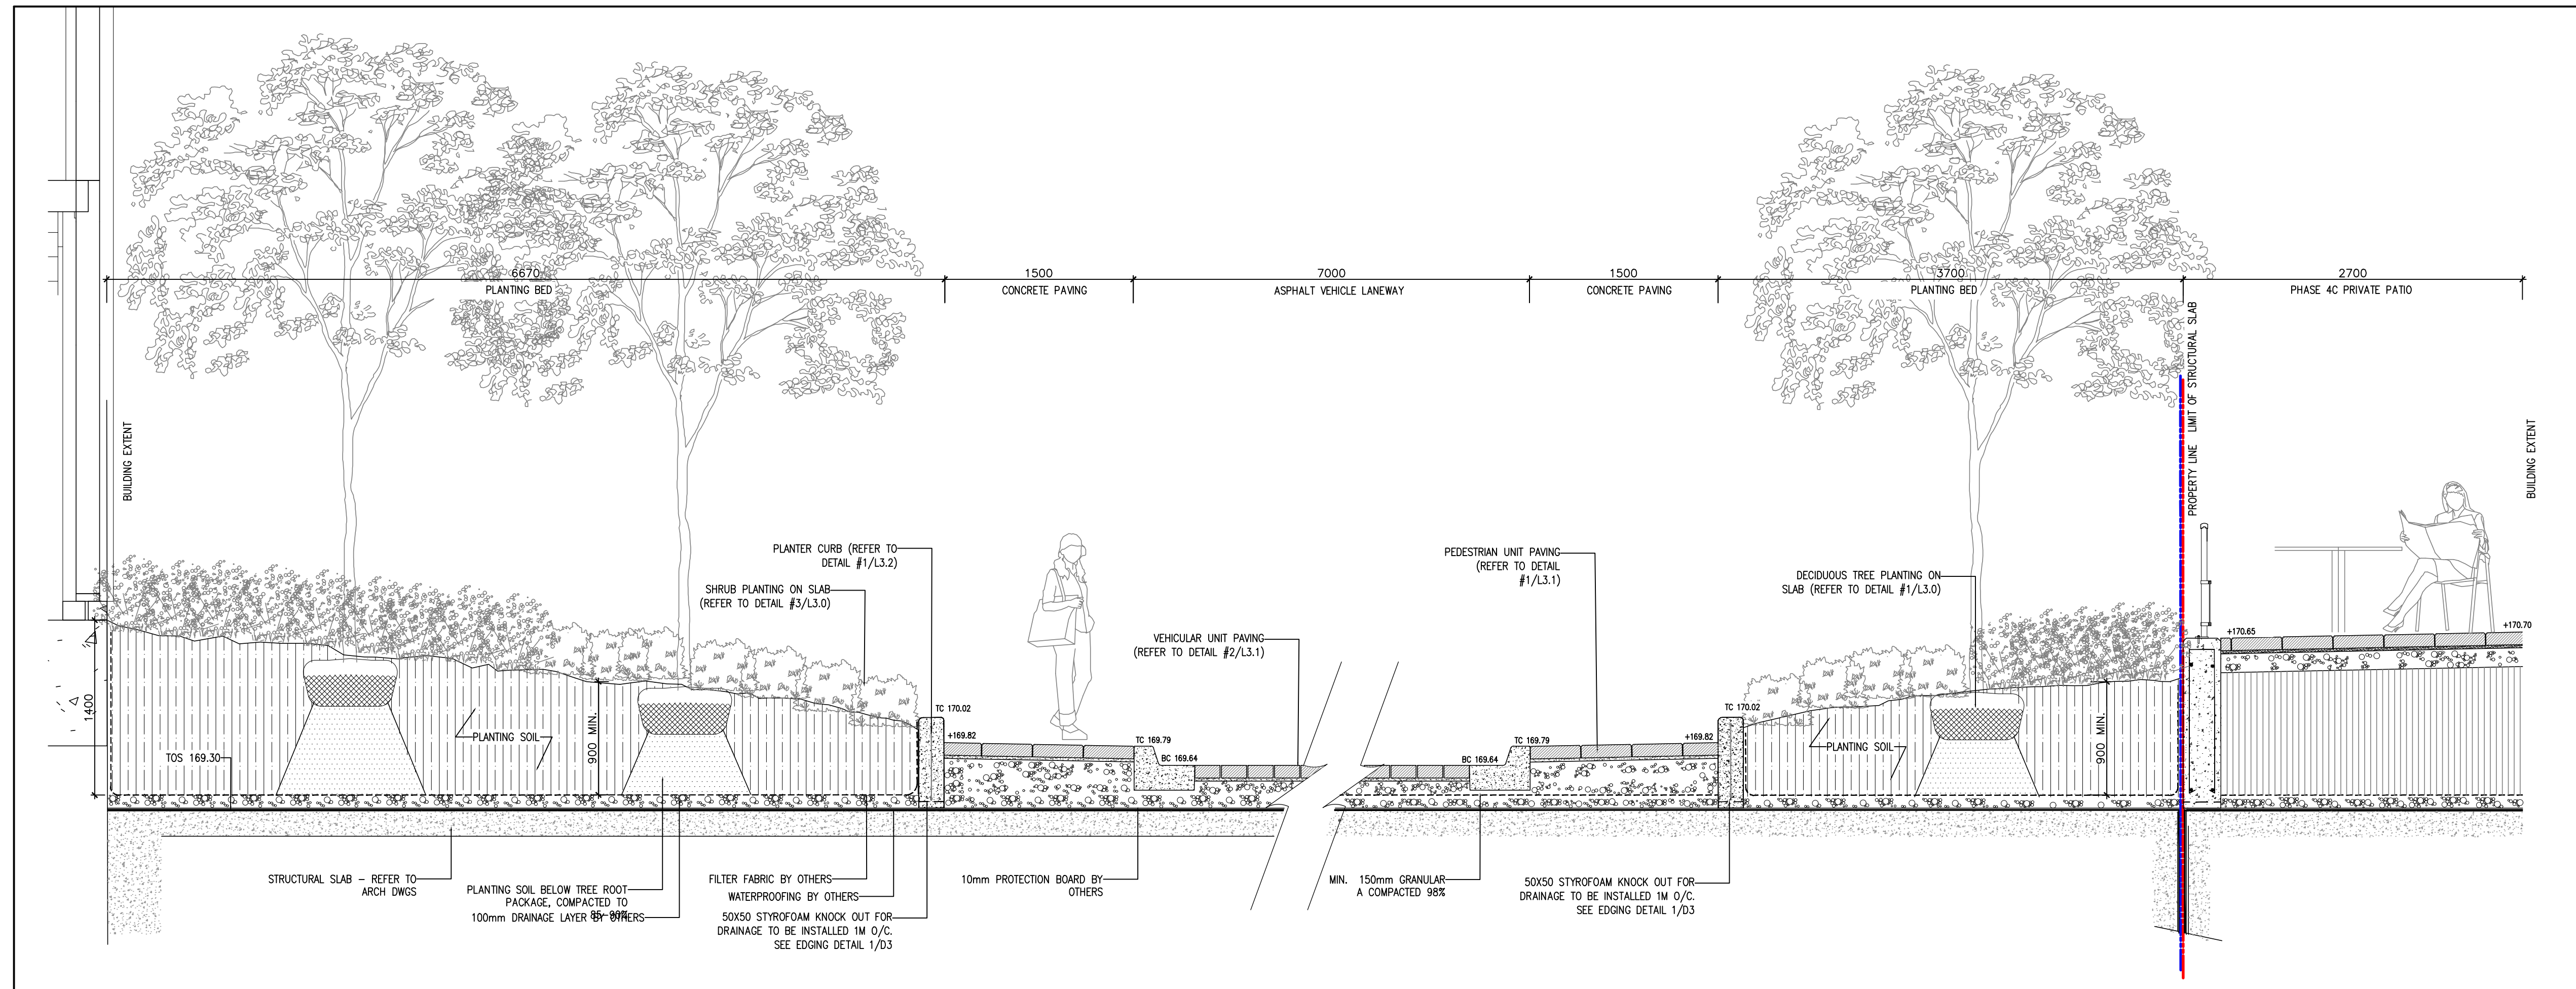 6670
PLANTING BED
1500
CONCRETE PAVING
7000
ASPHALT VEHICLE LANEWAY
1500
CONCRETE PAVING
3700
PLANTING BED
2700
PHASE 4C PRIVATE PATIO
BUILDING EXTENT
PROPERTY LINE
LIMIT OF STRUCTURAL SLAB
BUILDING EXTENT
PLANTER CURB (REFER TO
DETAIL #1/L3.2)
SHRUB PLANTING ON SLAB
(REFER TO DETAIL #3/L3.0)
VEHICULAR UNIT PAVING
(REFER TO DETAIL #2/L3.1)
PEDESTRIAN UNIT PAVING
(REFER TO DETAIL
#1/L3.1)
DECIDUOUS TREE PLANTING ON
SLAB (REFER TO DETAIL #1/L3.0)
+170.65
+170.70
1400
TOS 169.30
PLANTING SOIL
900 MIN.
TC 170.02
+169.82
TC 169.79
BC 169.64
BC 169.64
TC 169.79
+169.82
TC 170.02
PLANTING SOIL
900 MIN.
STRUCTURAL SLAB - REFER TO
ARCH DWGS
PLANTING SOIL BELOW TREE ROOT
PACKAGE, COMPACTED TO
85-90%
100mm DRAINAGE LAYER BY OTHERS
FILTER FABRIC BY OTHERS
WATERPROOFING BY OTHERS
50X50 STYROFOAM KNOCK OUT FOR
DRAINAGE TO BE INSTALLED 1M O/C.
SEE EDGING DETAIL 1/D3
10mm PROTECTION BOARD BY
OTHERS
MIN. 150mm GRANULAR
A COMPACTED 98%
50X50 STYROFOAM KNOCK OUT FOR
DRAINAGE TO BE INSTALLED 1M O/C.
SEE EDGING DETAIL 1/D3